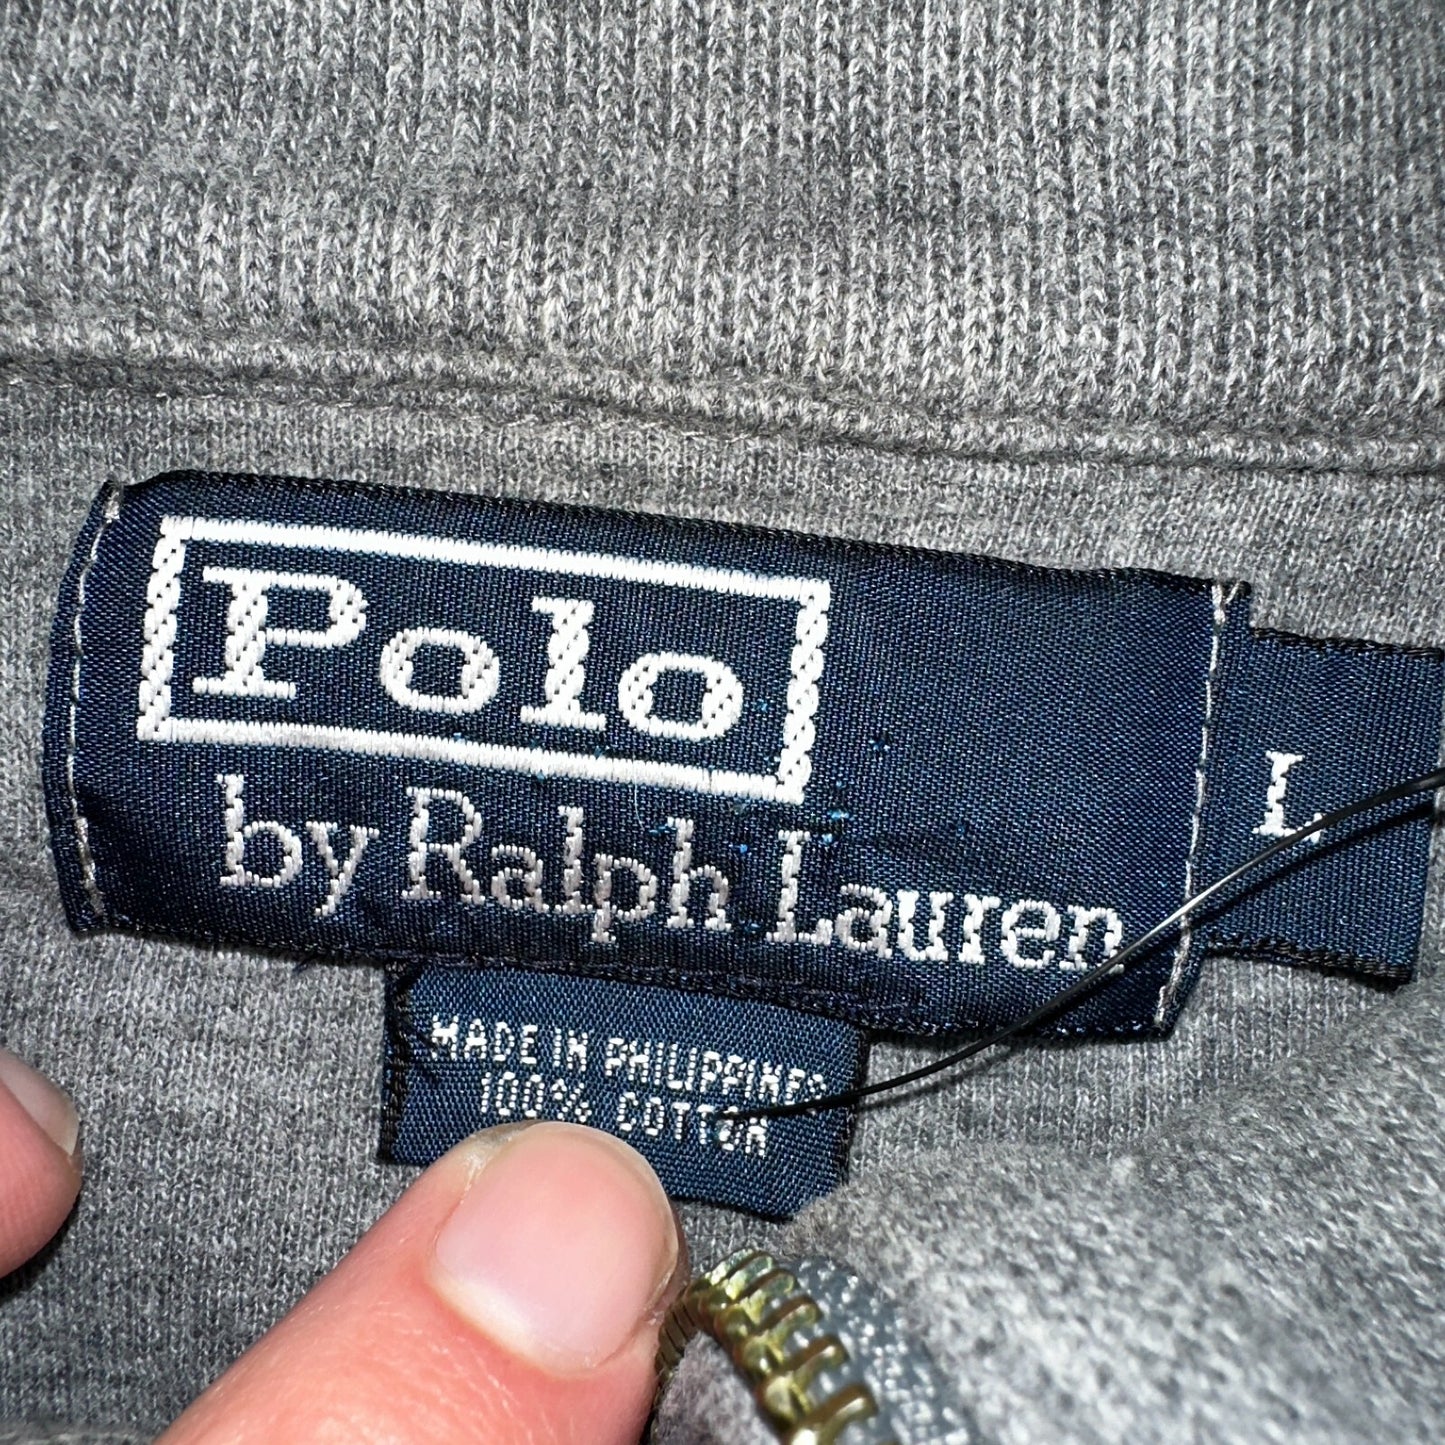 Polo
by Ralph Lauren
L
MADE IN PHILIPPINES
100% COTTON